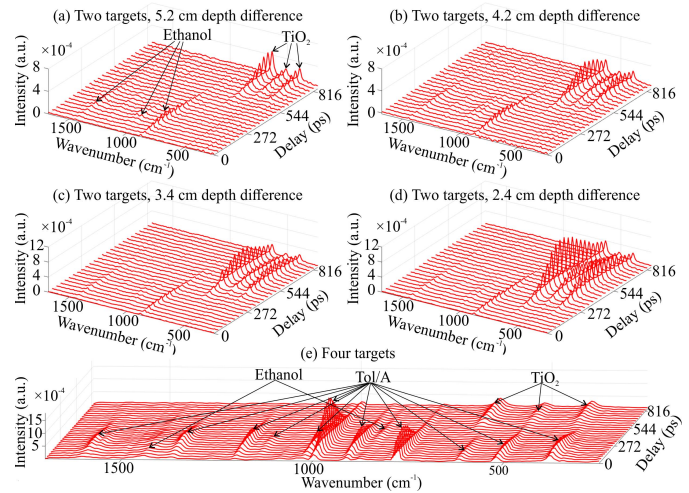 (a) Two targets, 5.2 cm depth difference
(b) Two targets, 4.2 cm depth difference
×10⁻⁴
Intensity (a.u.)
8
4
0
Ethanol
TiO₂
1500
1000
500
Wavenumber (cm⁻¹)
0
272
544
816
Delay (ps)
×10⁻⁴
Intensity (a.u.)
8
4
0
1500
1000
500
Wavenumber (cm⁻¹)
0
272
544
816
Delay (ps)
(c) Two targets, 3.4 cm depth difference
(d) Two targets, 2.4 cm depth difference
×10⁻⁴
Intensity (a.u.)
12
8
4
0
1500
1000
500
Wavenumber (cm⁻¹)
0
272
544
816
Delay (ps)
×10⁻⁴
Intensity (a.u.)
12
8
4
0
1500
1000
500
Wavenumber (cm⁻¹)
0
272
544
816
Delay (ps)
(e) Four targets
×10⁻⁴
Intensity (a.u.)
15
10
5
Ethanol
Tol/A
TiO₂
1500
1000
500
Wavenumber (cm⁻¹)
0
272
544
816
Delay (ps)